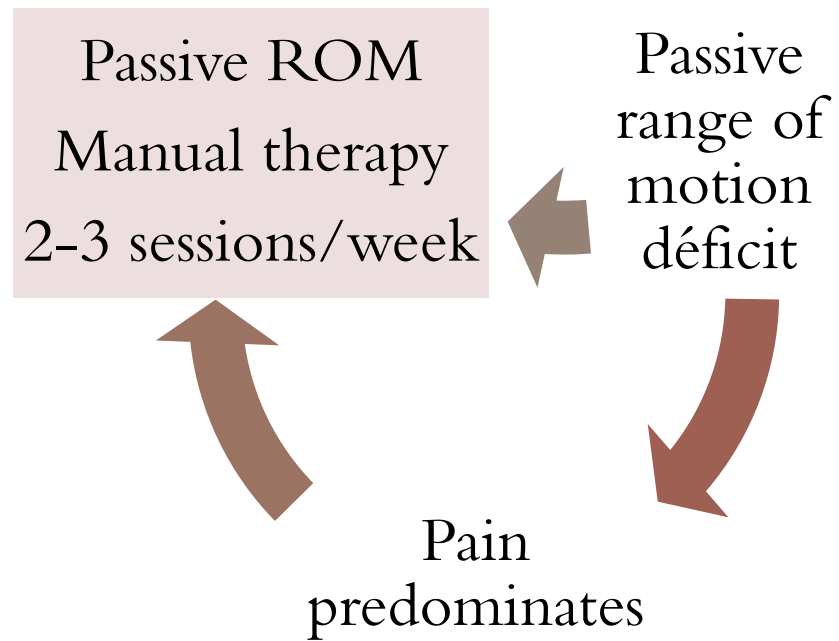 Passive ROM
Manual therapy
2-3 sessions/week
Passive
range of
motion
déficit
Pain
predominates